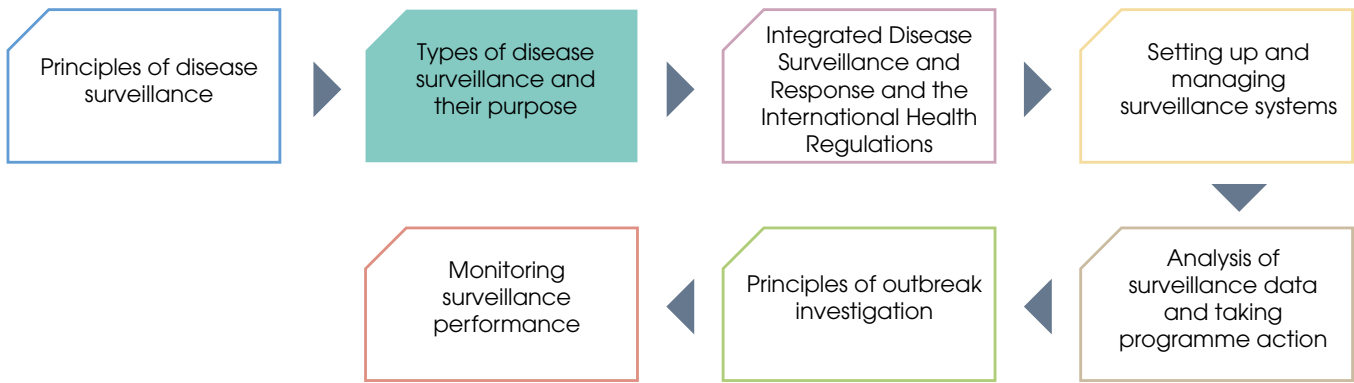 Principles of disease
surveillance
Types of disease
surveillance and
their purpose
Integrated Disease
Surveillance and
Response and the
International Health
Regulations
Setting up and
managing
surveillance systems
Analysis of
surveillance data
and taking
programme action
Principles of outbreak
investigation
Monitoring
surveillance
performance